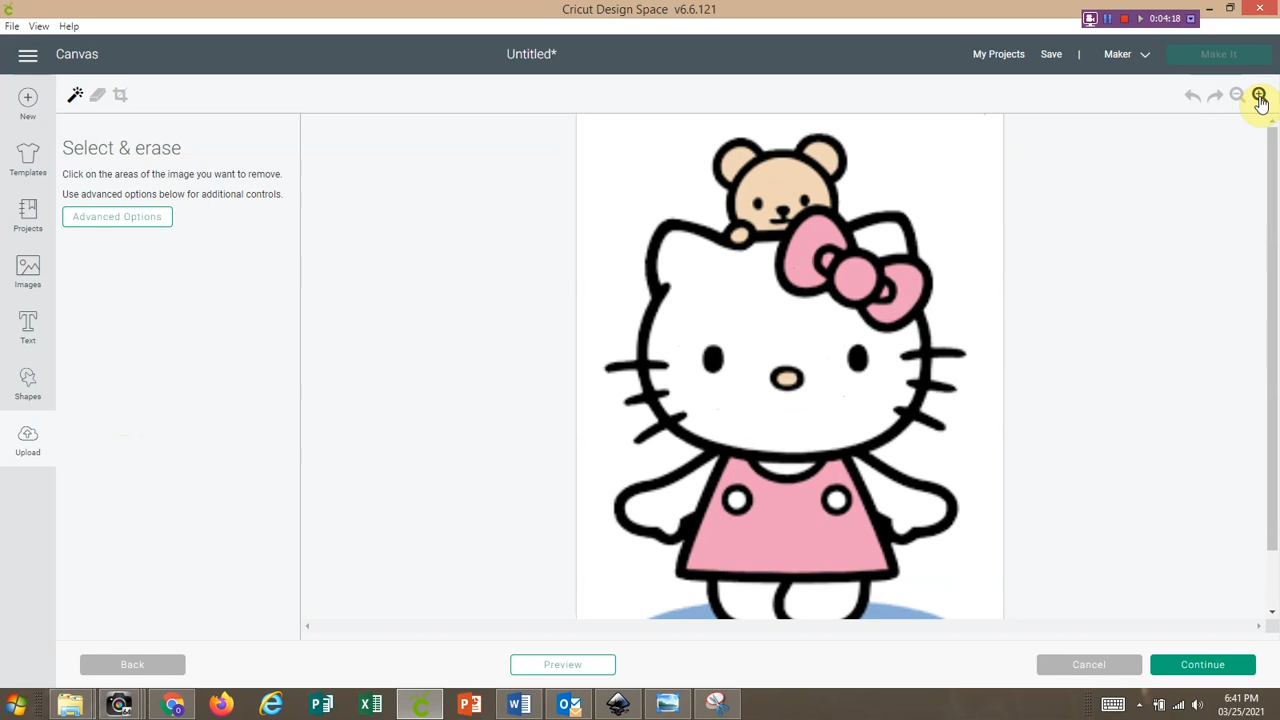 Cricut Design Space v6.6.121
File View Help
0:04:18
Canvas
Untitled*
My Projects Save | Maker Make It
New
Templates
Projects
Images
Text
Shapes
Upload
Select & erase
Click on the areas of the image you want to remove.
Use advanced options below for additional controls.
Advanced Options
Back Preview Cancel Continue
6:41 PM
03/25/2021